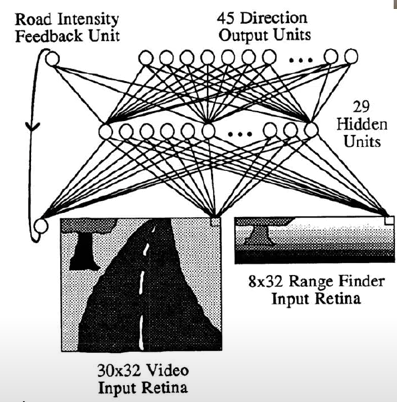 Road Intensity
Feedback Unit
45 Direction
Output Units
29
Hidden
Units
8x32 Range Finder
Input Retina
30x32 Video
Input Retina